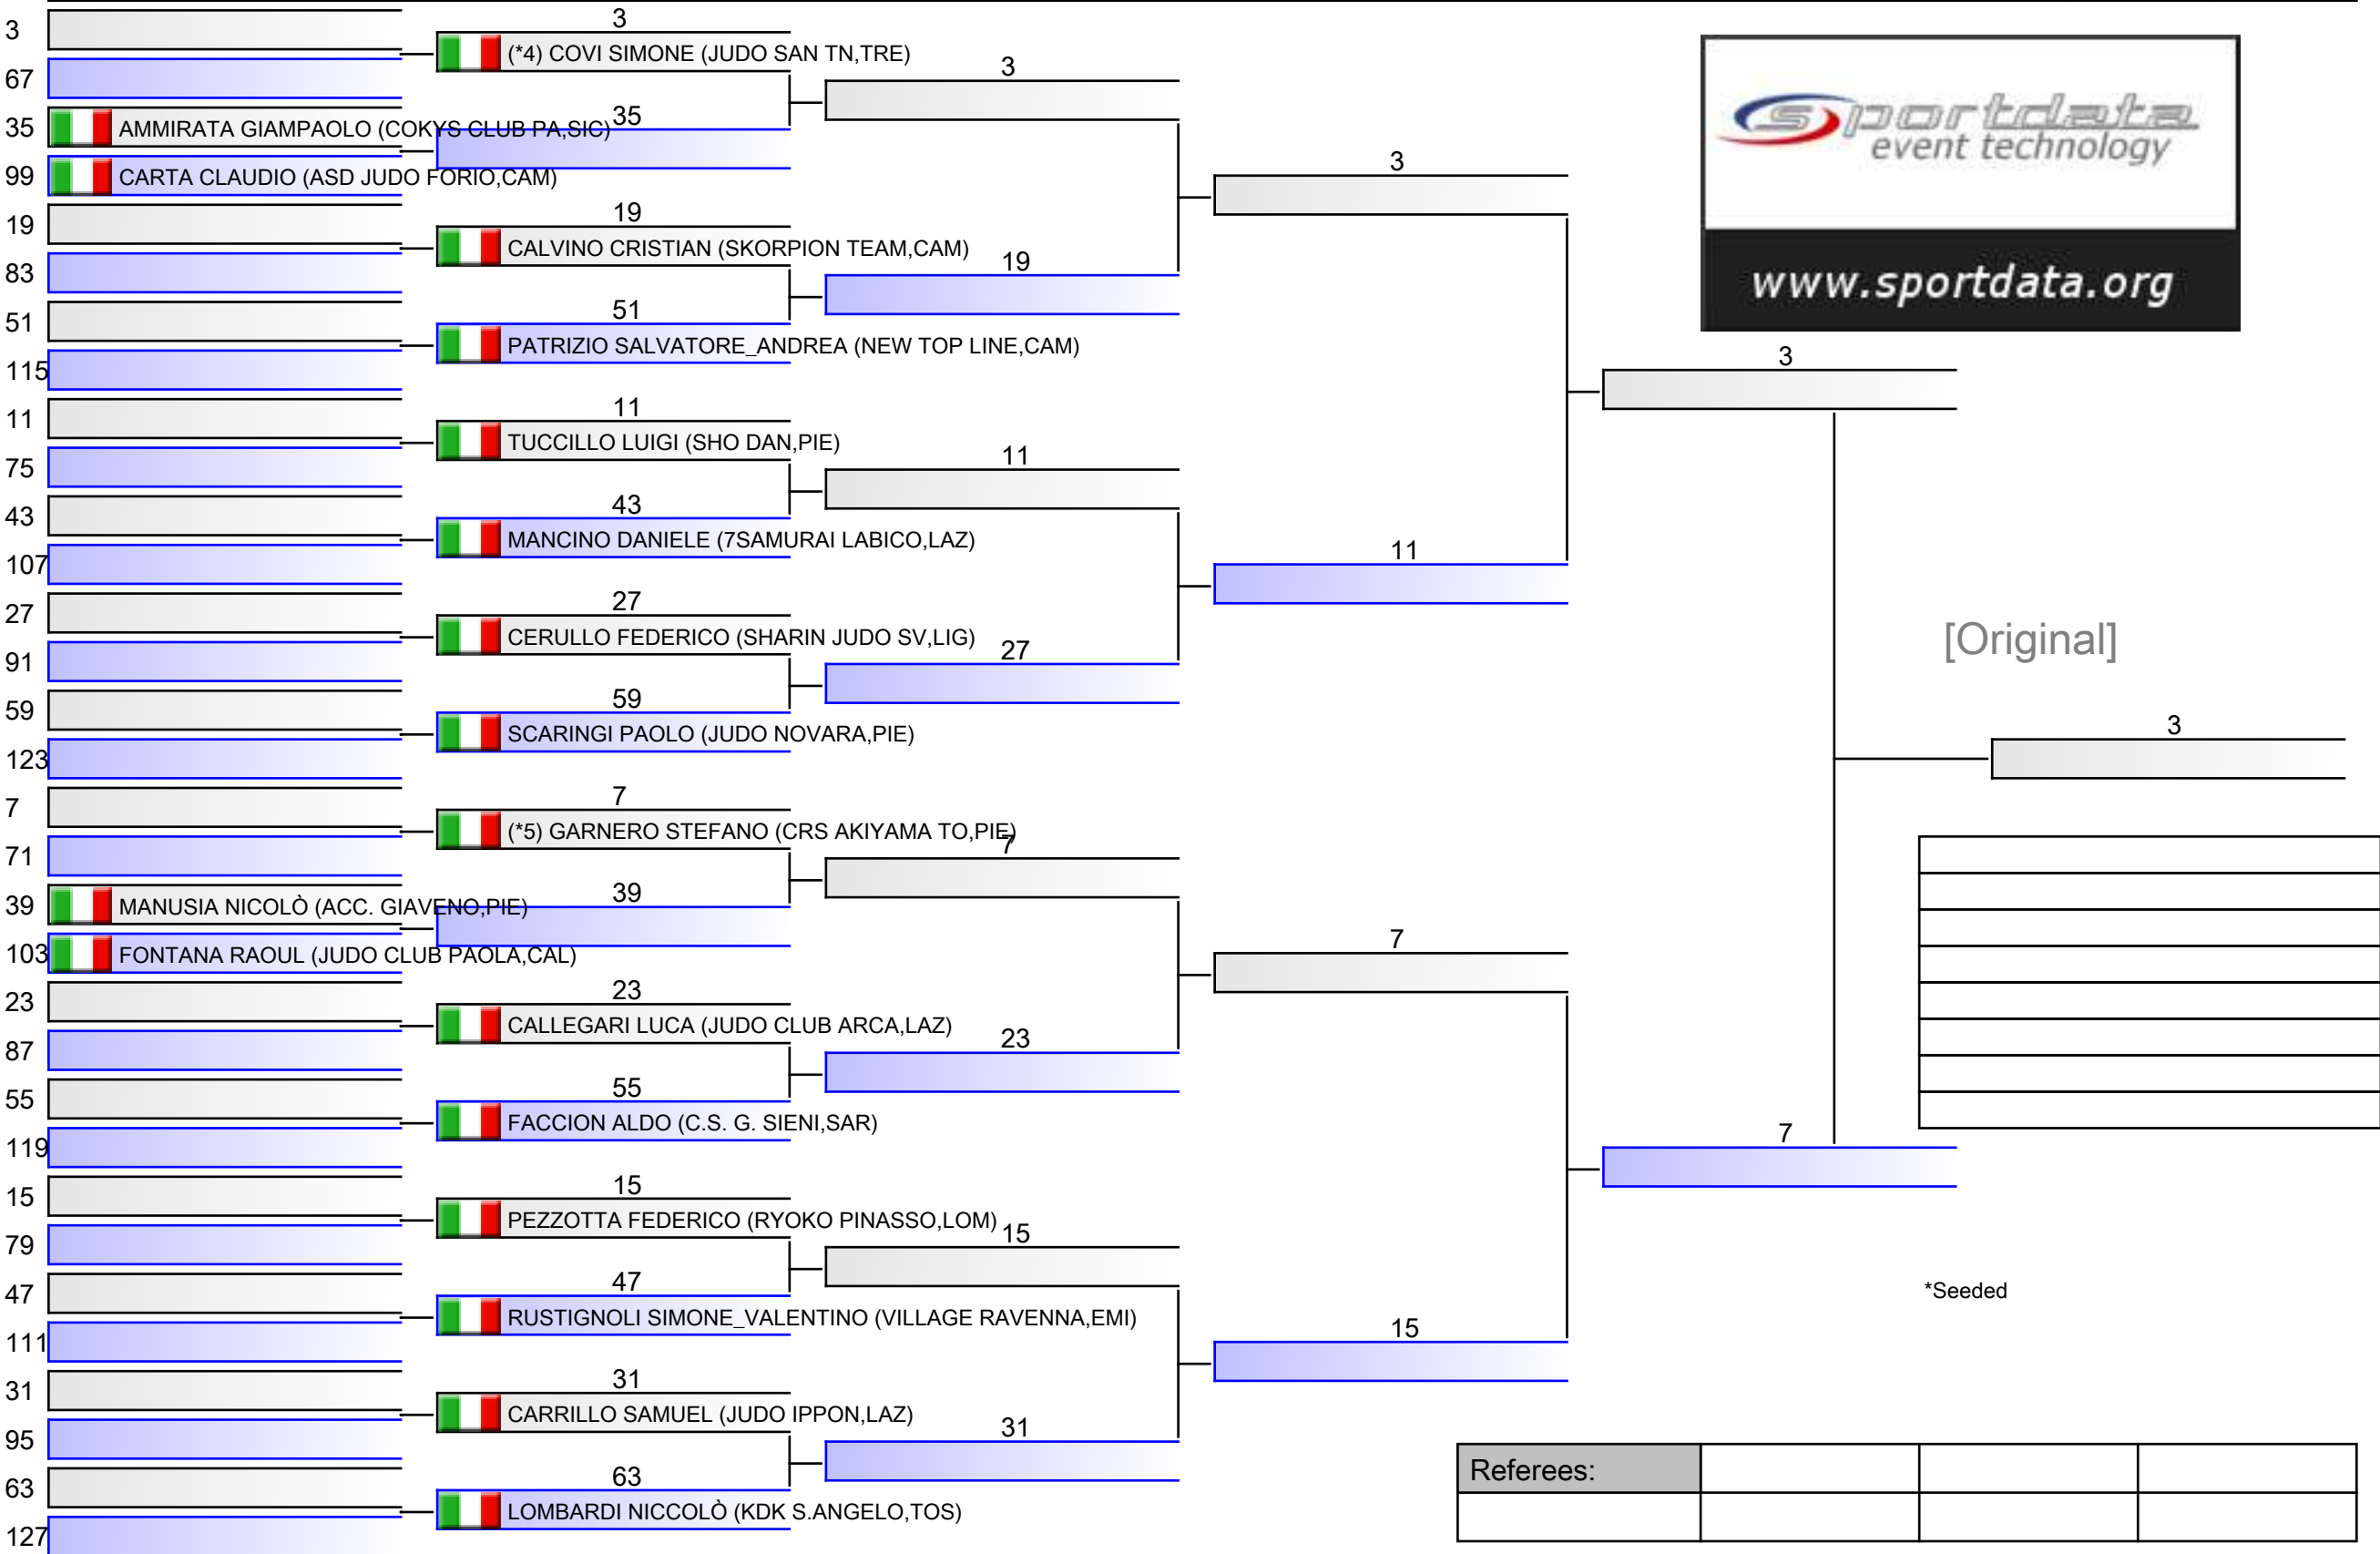 3
67
35 AMMIRATA GIAMPAOLO (COKYS CLUB PA,SIC)
99 CARTA CLAUDIO (ASD JUDO FORIO,CAM)
19
83
51
115
11
75
43
107
27
91
59
123
7
71
39 MANUSIA NICOLÒ (ACC. GIAVENO,PIE)
103 FONTANA RAOUL (JUDO CLUB PAOLA,CAL)
23
87
55
119
15
79
47
111
31
95
63
127
3
(*4) COVI SIMONE (JUDO SAN TN,TRE)
35
19
CALVINO CRISTIAN (SKORPION TEAM,CAM)
51
PATRIZIO SALVATORE_ANDREA (NEW TOP LINE,CAM)
11
TUCCILLO LUIGI (SHO DAN,PIE)
43
MANCINO DANIELE (7SAMURAI LABICO,LAZ)
27
CERULLO FEDERICO (SHARIN JUDO SV,LIG)
59
SCARINGI PAOLO (JUDO NOVARA,PIE)
7
(*5) GARNERO STEFANO (CRS AKIYAMA TO,PIE)
39
23
CALLEGARI LUCA (JUDO CLUB ARCA,LAZ)
55
FACCION ALDO (C.S. G. SIENI,SAR)
15
PEZZOTTA FEDERICO (RYOKO PINASSO,LOM)
47
RUSTIGNOLI SIMONE_VALENTINO (VILLAGE RAVENNA,EMI)
31
CARRILLO SAMUEL (JUDO IPPON,LAZ)
63
LOMBARDI NICCOLÒ (KDK S.ANGELO,TOS)
3
19
11
27
7
23
15
31
3
11
7
15
3
7
3
sportdata
event technology
www.sportdata.org
[Original]
*Seeded
Referees: